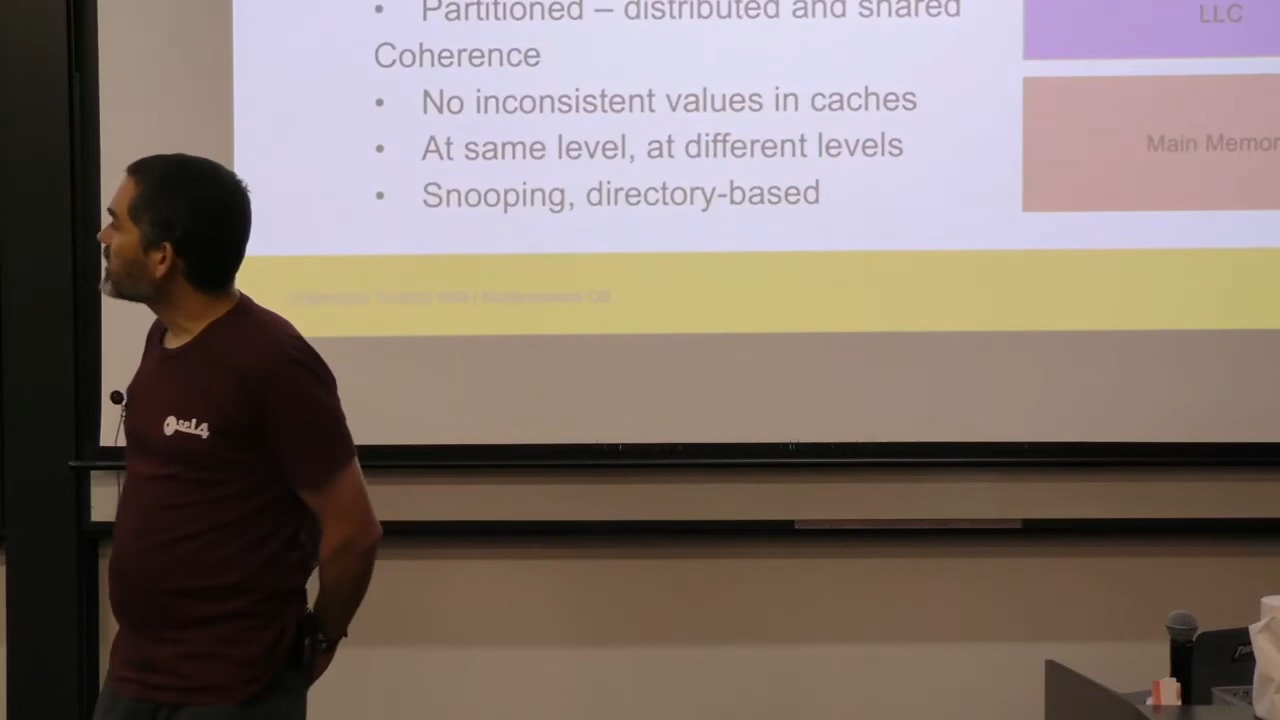 • Partitioned – distributed and shared
Coherence
• No inconsistent values in caches
• At same level, at different levels
• Snooping, directory-based
LLC
Main Memor
seL4